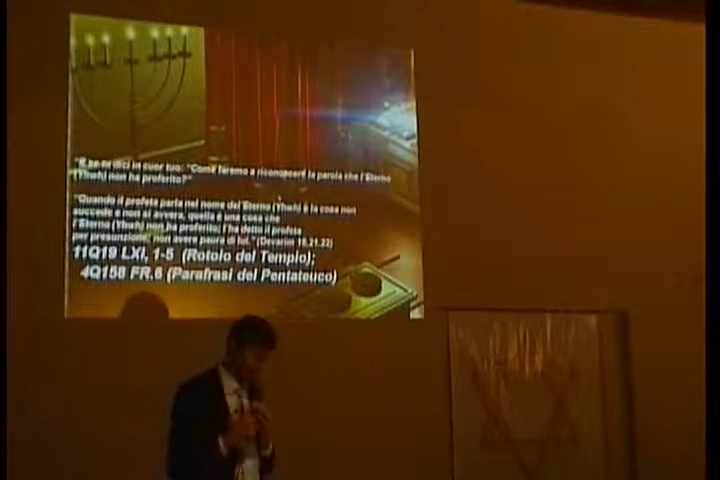 "E se tu dici in cuor tuo: "Come faremo a riconoscere la parola che l'Eterno
(Yhwh) non ha proferito?"
"Quando il profeta parla nel nome dell'Eterno (Yhwh) e la cosa non
succede e non si avvera, quella è una cosa che
l'Eterno (Yhwh) non ha proferito; l'ha detto il profeta
per presunzione; non avere paura di lui." 18.21.22)
11Q19 LXI, 1-5 (Rotolo del Tempio);
4Q158 FR.6 (Parafrasi del Pentateuco)